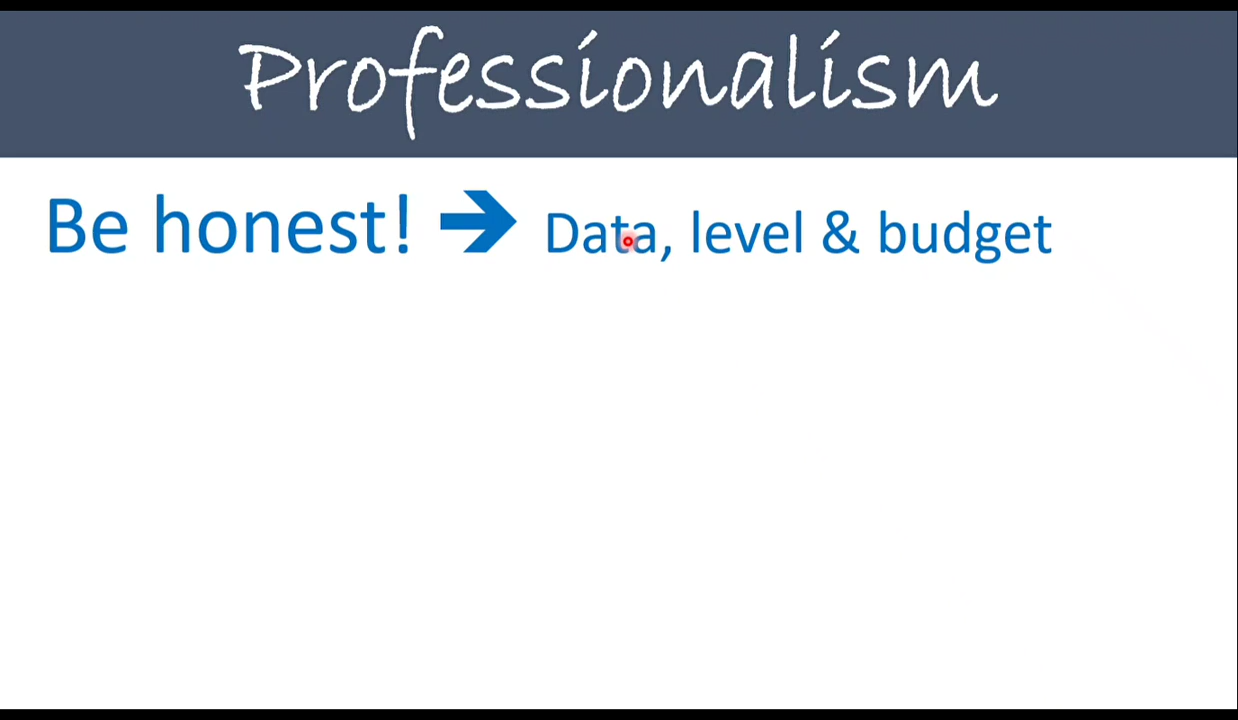 Professionalism
Be honest! → Data, level & budget